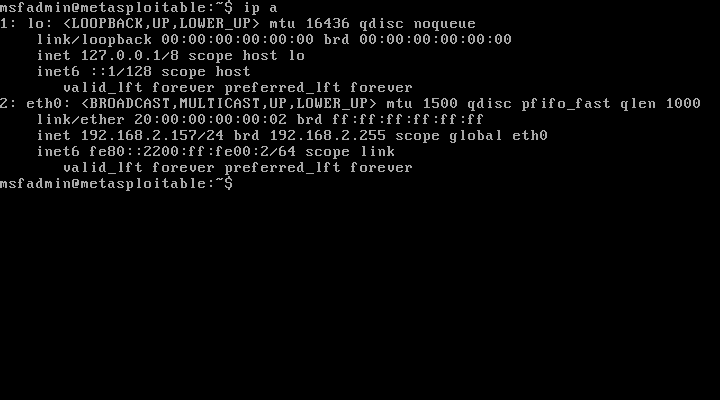 msfadmin@metasploitable:~$ ip a
1: lo: <LOOPBACK,UP,LOWER_UP> mtu 16436 qdisc noqueue
    link/loopback 00:00:00:00:00:00 brd 00:00:00:00:00:00
    inet 127.0.0.1/8 scope host lo
    inet6 ::1/128 scope host
       valid_lft forever preferred_lft forever
2: eth0: <BROADCAST,MULTICAST,UP,LOWER_UP> mtu 1500 qdisc pfifo_fast qlen 1000
    link/ether 20:00:00:00:00:02 brd ff:ff:ff:ff:ff:ff
    inet 192.168.2.157/24 brd 192.168.2.255 scope global eth0
    inet6 fe80::2200:ff:fe00:2/64 scope link
       valid_lft forever preferred_lft forever
msfadmin@metasploitable:~$